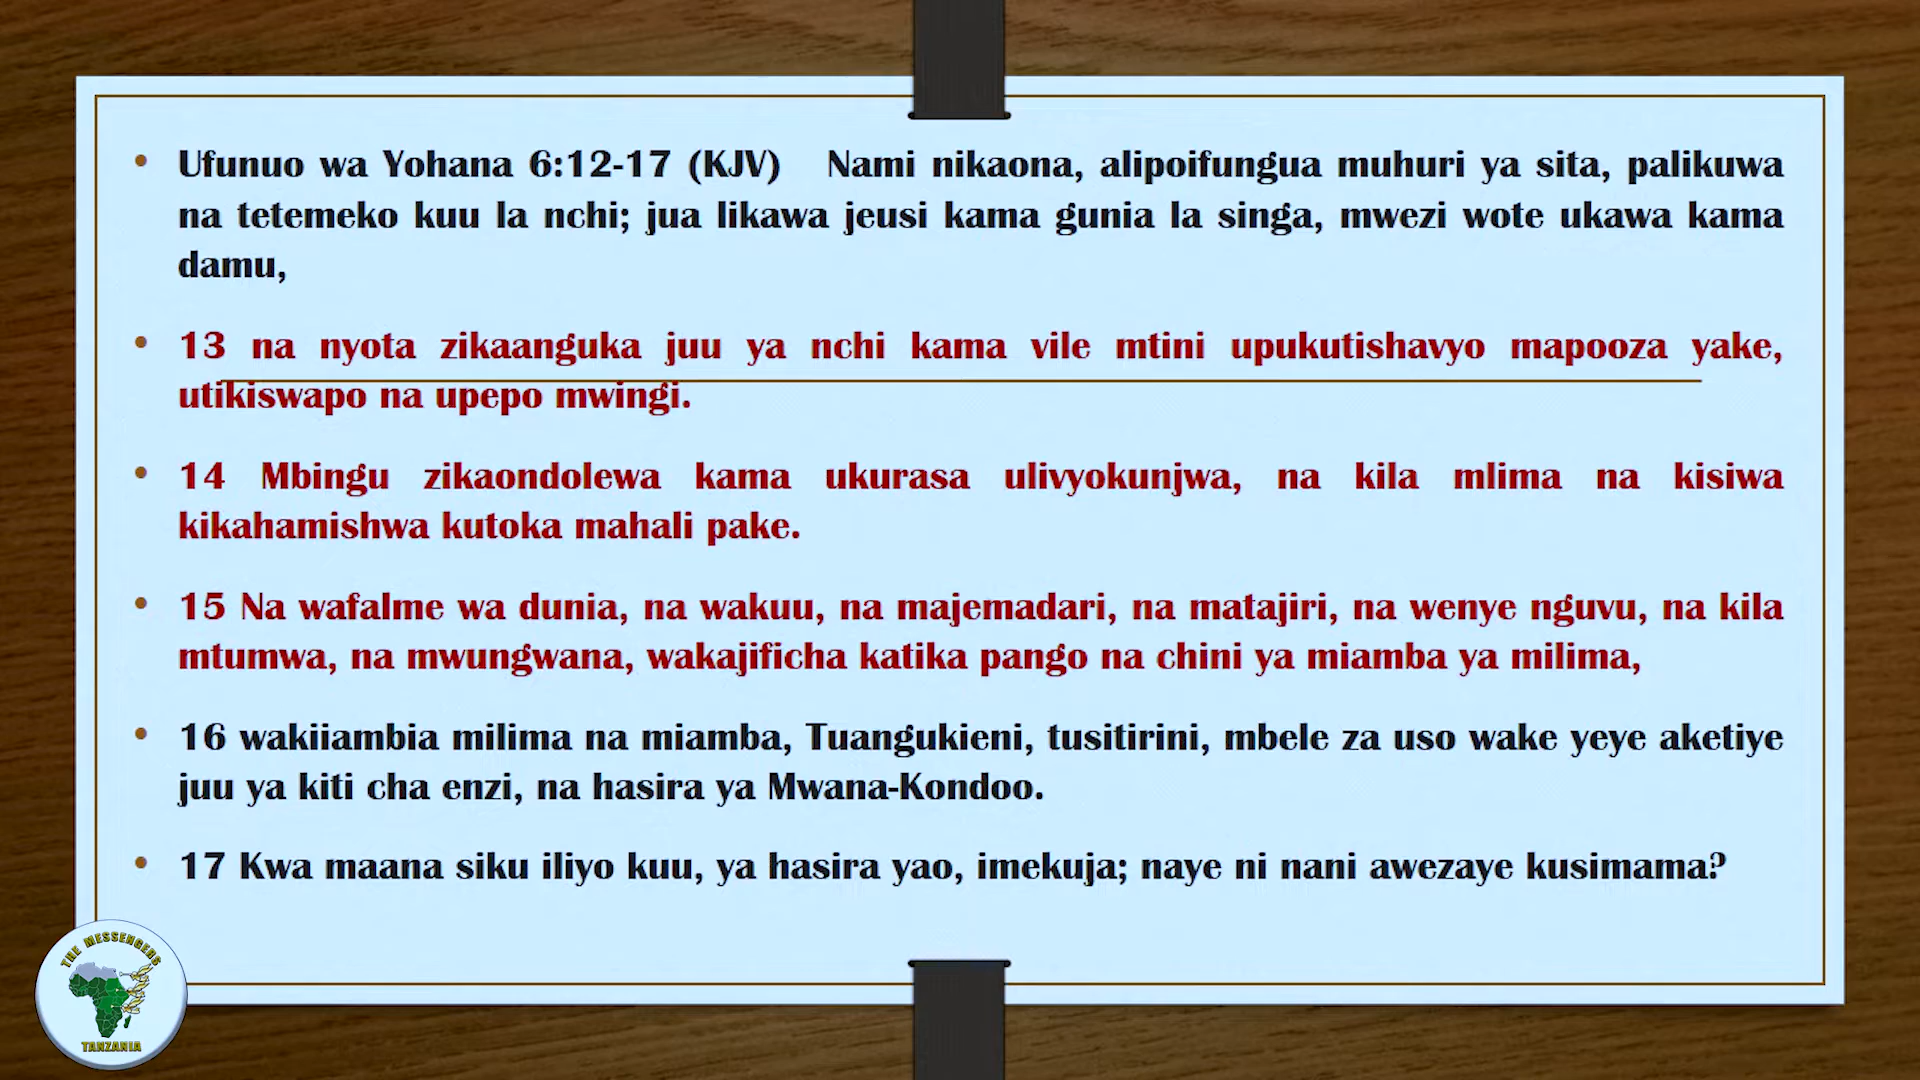 • Ufunuo wa Yohana 6:12-17 (KJV) Nami nikaona, alipoifungua muhuri ya sita, palikuwa
na tetemeko kuu la nchi; jua likawa jeusi kama gunia la singa, mwezi wote ukawa kama
damu,
• 13 na nyota zikaanguka juu ya nchi kama vile mtini upukutishavyo mapooza yake,
utikiswapo na upepo mwingi.
• 14 Mbingu zikaondolewa kama ukurasa ulivyokunjwa, na kila mlima na kisiwa
kikahamishwa kutoka mahali pake.
• 15 Na wafalme wa dunia, na wakuu, na majemadari, na matajiri, na wenye nguvu, na kila
mtumwa, na mwungwana, wakajificha katika pango na chini ya miamba ya milima,
• 16 wakiiambia milima na miamba, Tuangukieni, tusitirini, mbele za uso wake yeye aketiye
juu ya kiti cha enzi, na hasira ya Mwana-Kondoo.
• 17 Kwa maana siku iliyo kuu, ya hasira yao, imekuja; naye ni nani awezaye kusimama?
THE MESSENGERS
TANZANIA